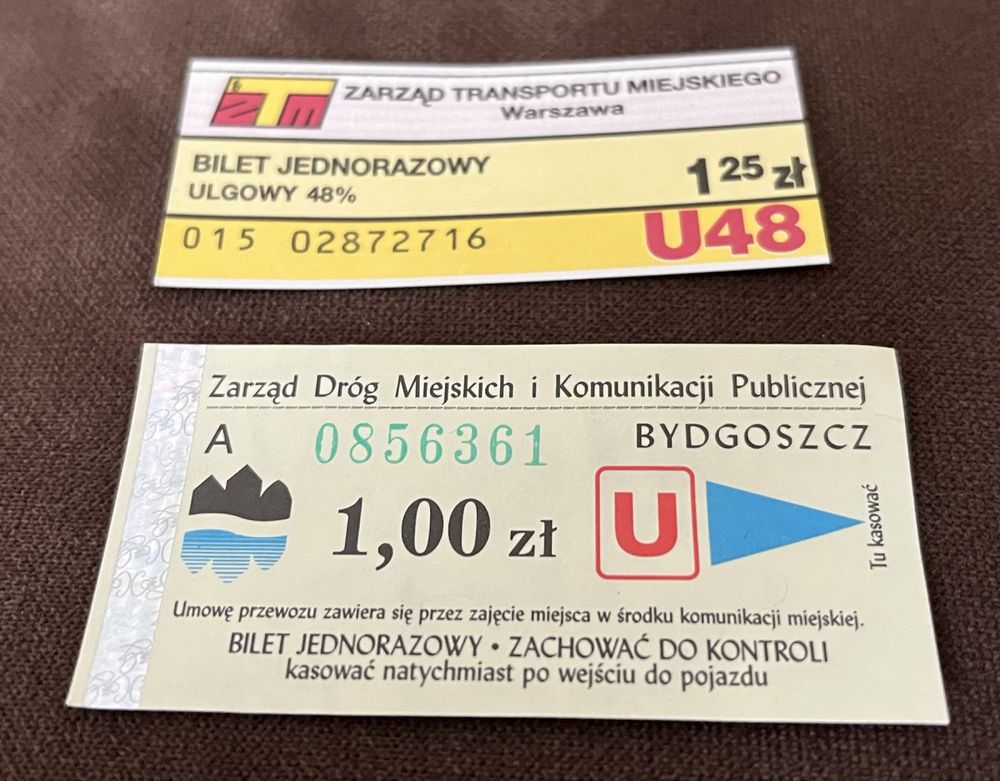 ZTM
ZARZĄD TRANSPORTU MIEJSKIEGO
Warszawa
BILET JEDNORAZOWY
ULGOWY 48%
1 25 zł
015 02872716
U48
Zarząd Dróg Miejskich i Komunikacji Publicznej
A 0856361 BYDGOSZCZ
1,00 zł
U
Tu kasować
Umowę przewozu zawiera się przez zajęcie miejsca w środku komunikacji miejskiej.
BILET JEDNORAZOWY • ZACHOWAĆ DO KONTROLI
kasować natychmiast po wejściu do pojazdu